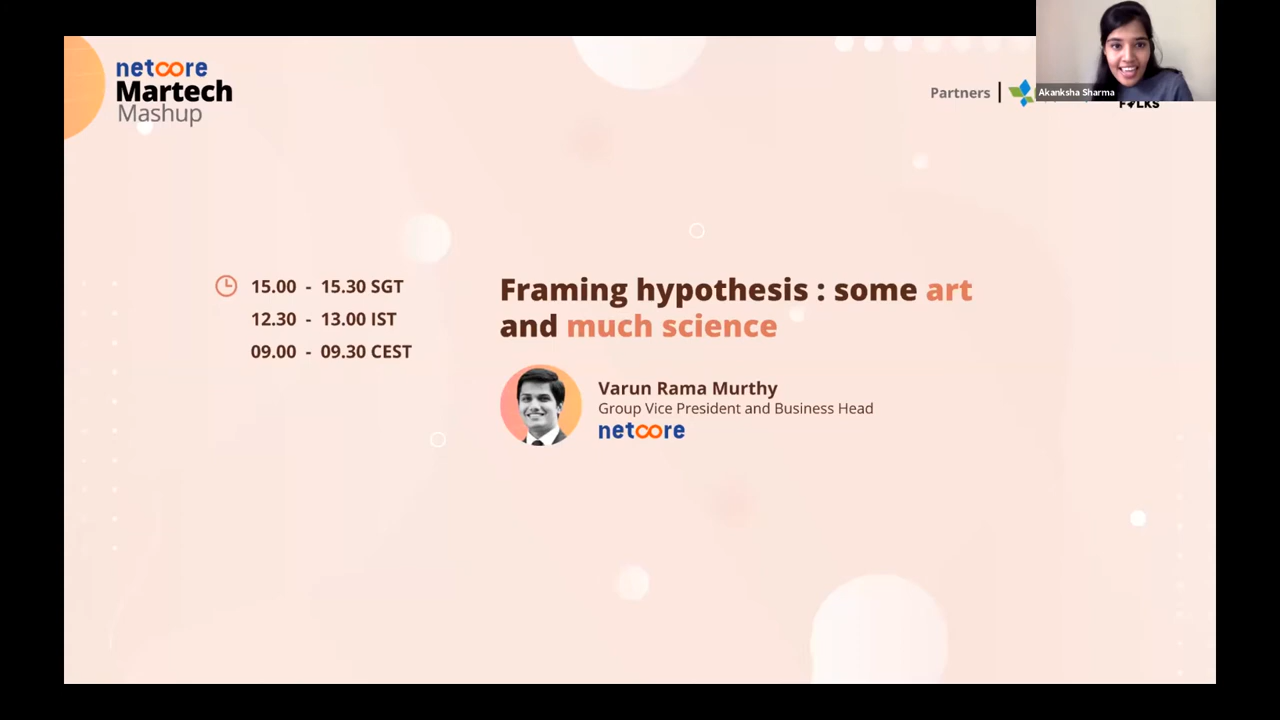 netcore
Martech
Mashup
Partners
Akanksha Sharma
15.00 - 15.30 SGT
12.30 - 13.00 IST
09.00 - 09.30 CEST
Framing hypothesis : some art
and much science
Varun Rama Murthy
Group Vice President and Business Head
netcore